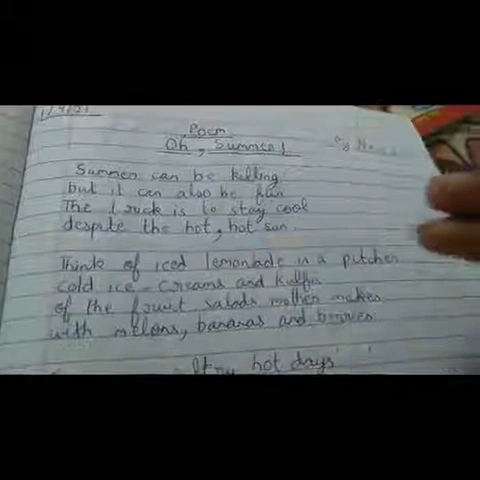 Poem
Oh, Summer!
Summer can be killing
but it can also be fun
The truck is to stay cool
despite the hot, hot sun.
Think of iced lemonade in a pitcher
cold ice-creams and Kulfis
of the fruit salads mother makes
with melons, bananas and berries.
hot days